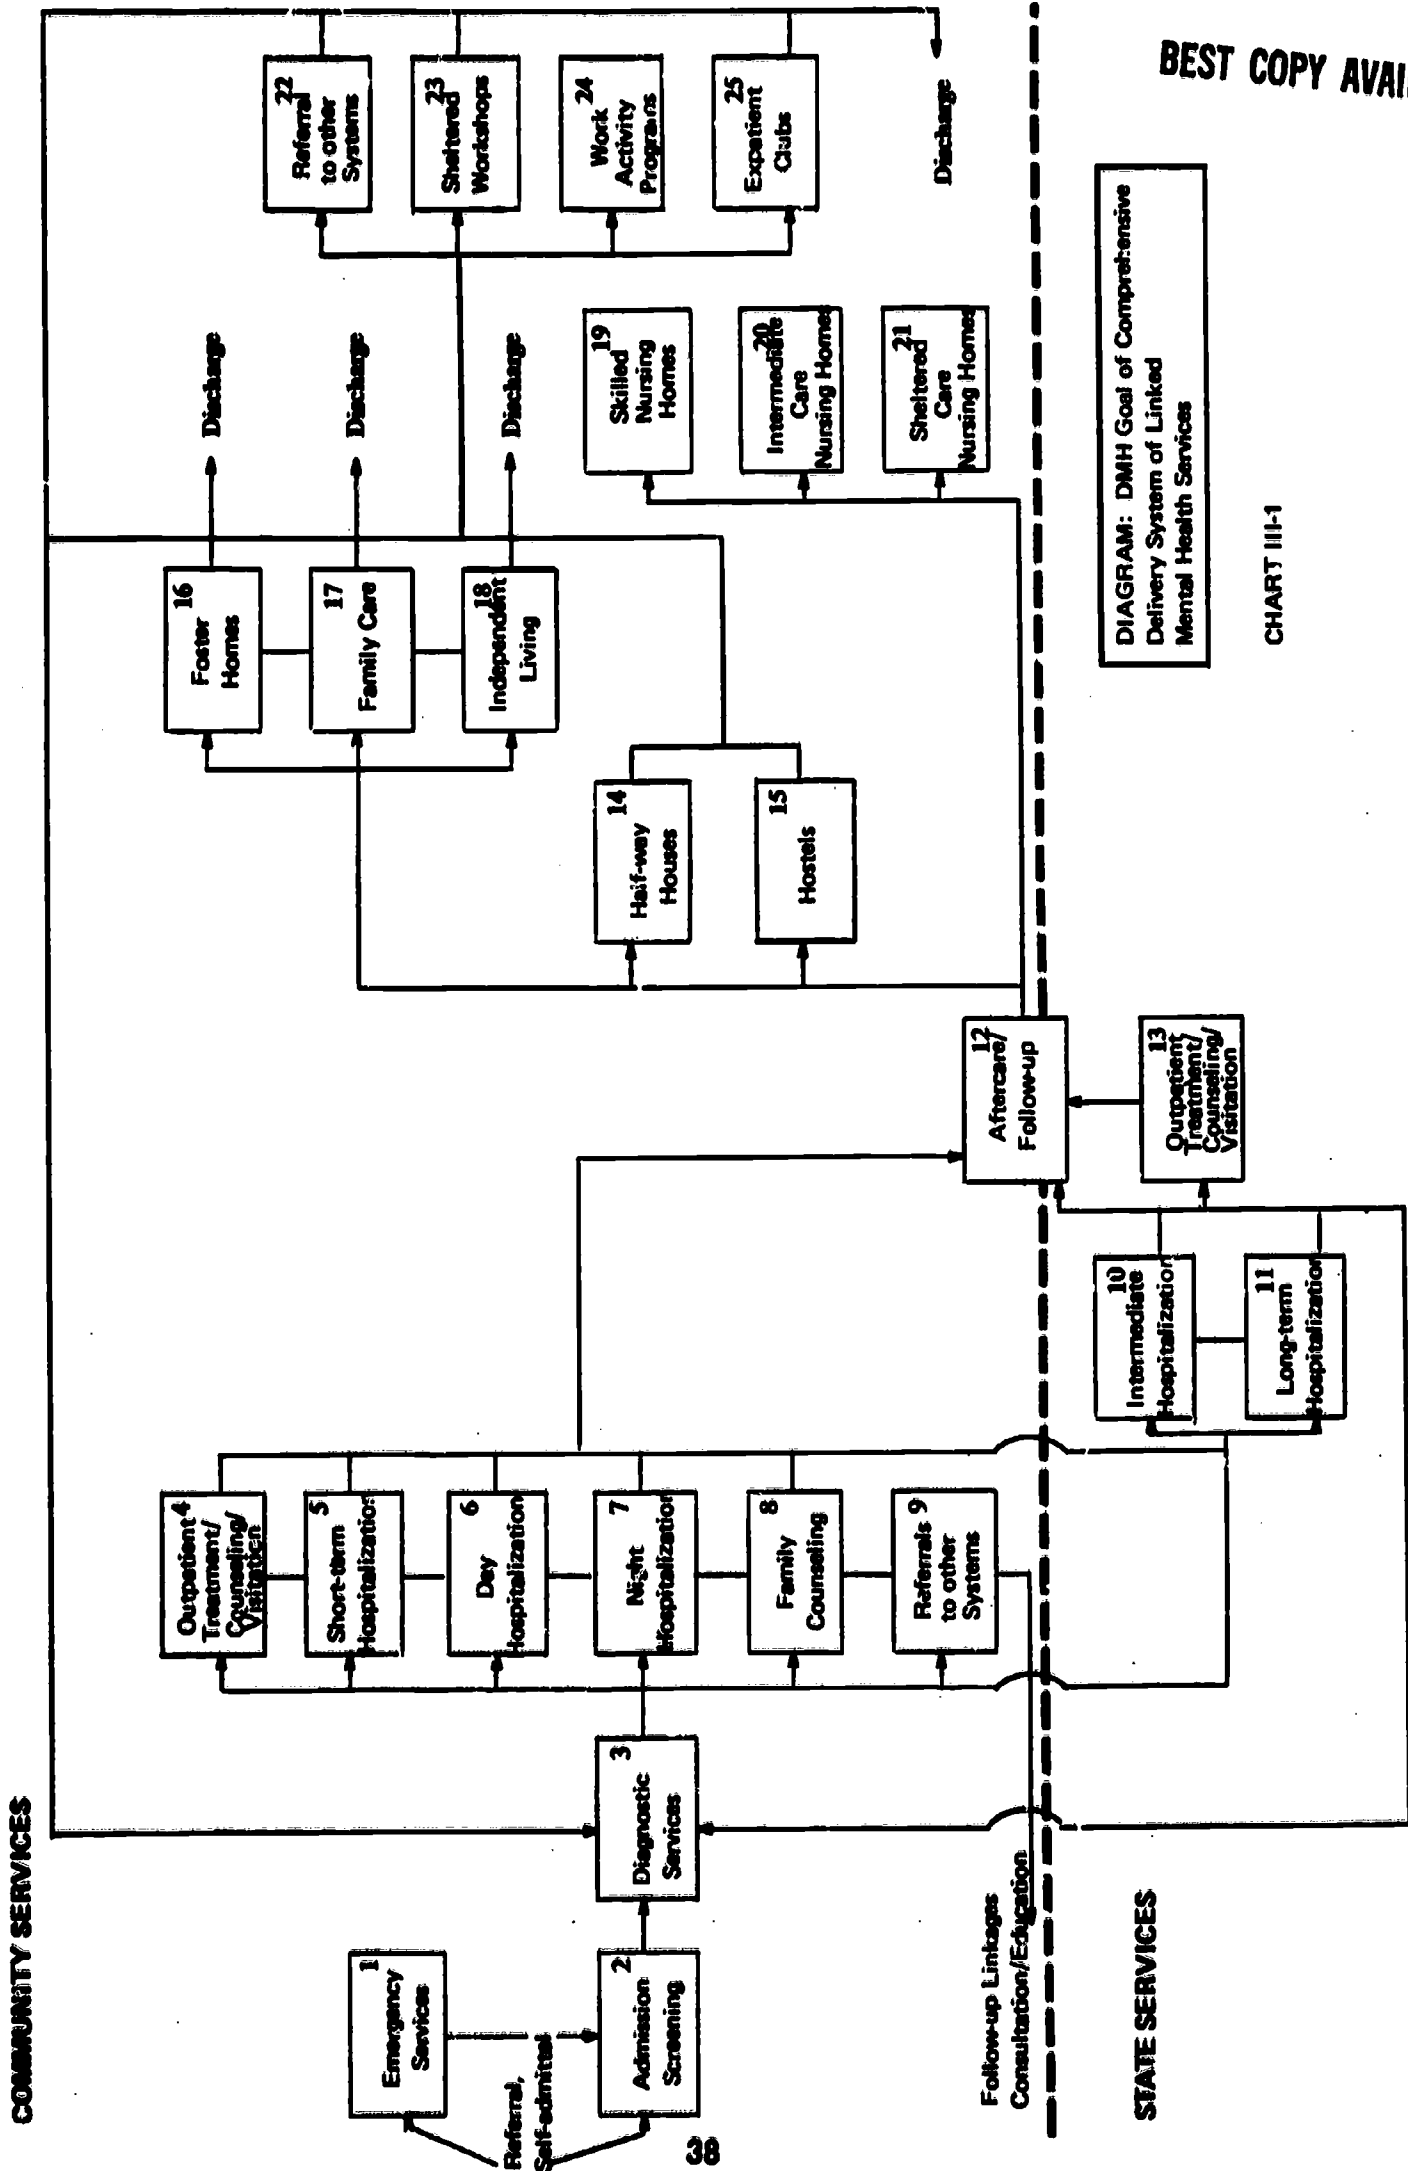 COMMUNITY SERVICES
Referral,
Self-admittal
1
Emergency
Services
2
Admission
Screening
3
Diagnostic
Services
4
Outpatient
Treatment/
Counseling/
Visitation
5
Short-term
Hospitalization
6
Day
Hospitalization
7
Night
Hospitalization
8
Family
Counseling
9
Referrals
to other
Systems
Follow-up Linkages
Consultation/Education
STATE SERVICES
10
Intermediate
Hospitalization
11
Long-term
Hospitalization
12
Aftercare/
Follow-up
13
Outpatient
Treatment/
Counseling/
Visitation
14
Half-way
Houses
15
Hostels
16
Foster
Homes
17
Family Care
18
Independent
Living
Discharge
Discharge
Discharge
19
Skilled
Nursing
Homes
20
Intermediate
Care
Nursing Homes
21
Sheltered
Care
Nursing Homes
22
Referral
to other
Systems
23
Sheltered
Workshops
24
Work
Activity
Programs
25
Expatient
Clubs
Discharge
DIAGRAM: DMH Goal of Comprehensive
Delivery System of Linked
Mental Health Services
CHART III-1
BEST COPY AVAI
38